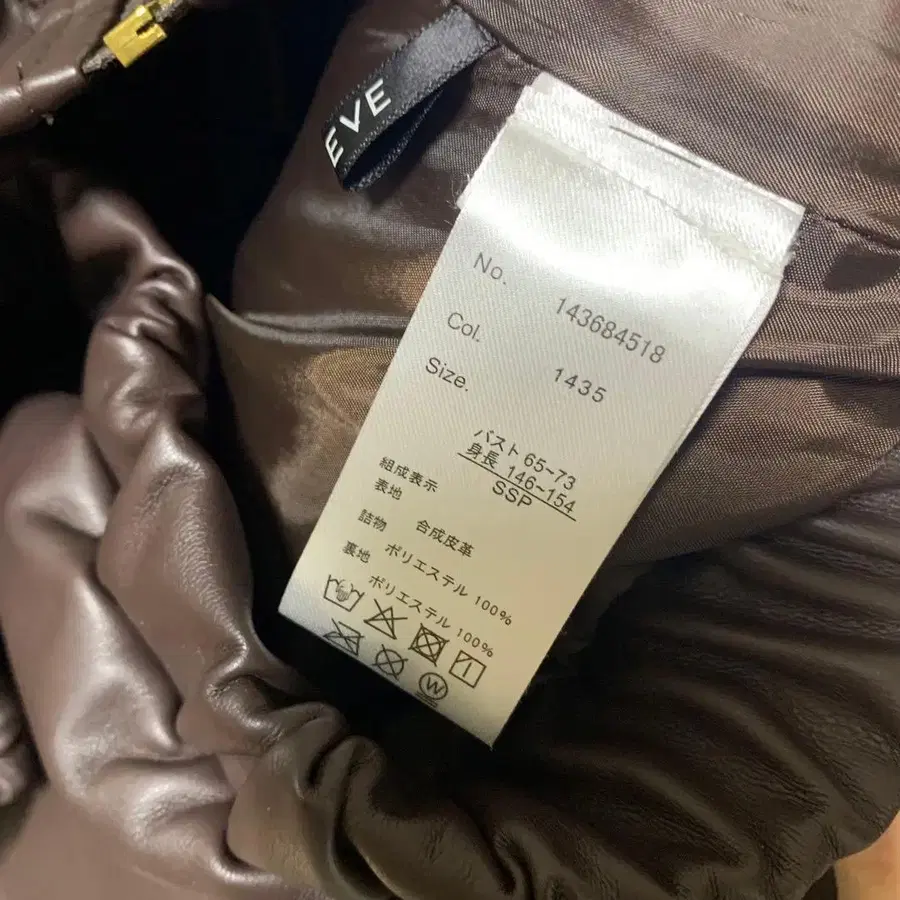 EVE
No. 143684518
Col. 1435
Size.
バスト 65~73
身長 146~154
SSP
組成表示
表地 合成皮革
詰物 ポリエステル 100%
裏地 ポリエステル 100%
W